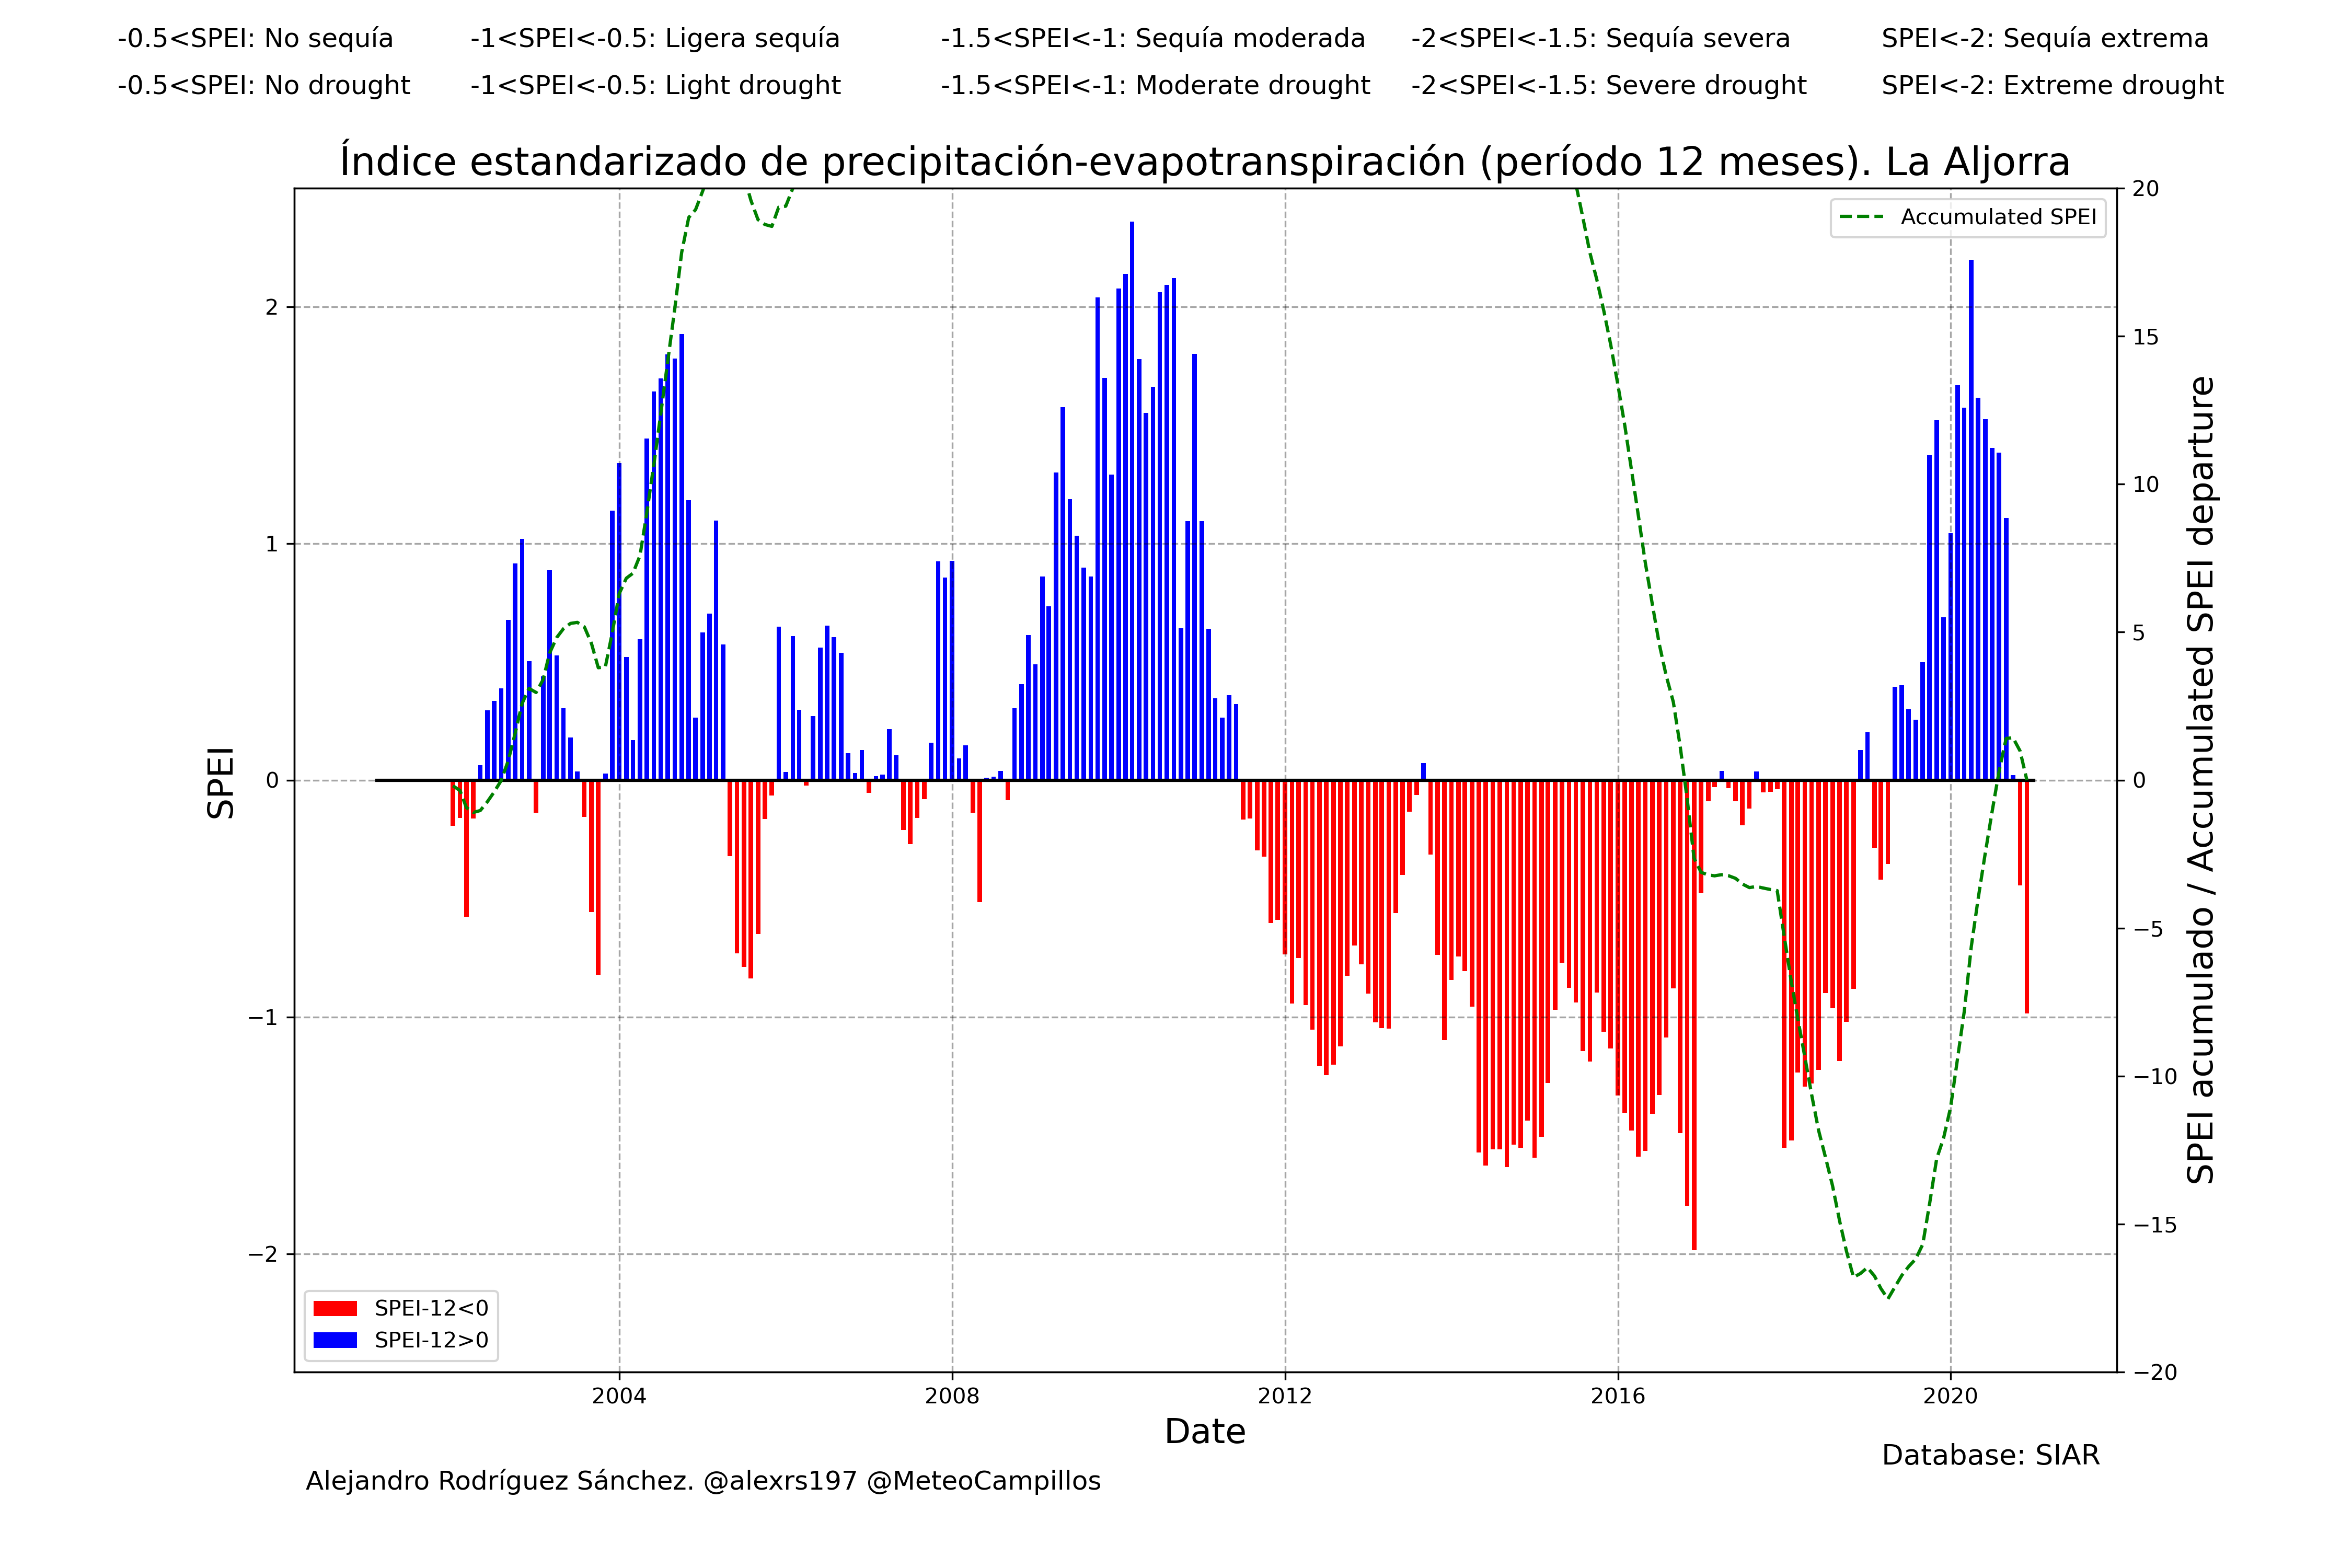 -0.5<SPEI: No sequía -1<SPEI<-0.5: Ligera sequía -1.5<SPEI<-1: Sequía moderada -2<SPEI<-1.5: Sequía severa SPEI<-2: Sequía extrema
-0.5<SPEI: No drought -1<SPEI<-0.5: Light drought -1.5<SPEI<-1: Moderate drought -2<SPEI<-1.5: Severe drought SPEI<-2: Extreme drought
Índice estandarizado de precipitación-evapotranspiración (período 12 meses). La Aljorra
Accumulated SPEI
SPEI
2
1
0
−1
−2
20
15
10
5
0
−5
−10
−15
−20
SPEI acumulado / Accumulated SPEI departure
SPEI-12<0
SPEI-12>0
2004 2008 2012 2016 2020
Date
Database: SIAR
Alejandro Rodríguez Sánchez. @alexrs197 @MeteoCampillos